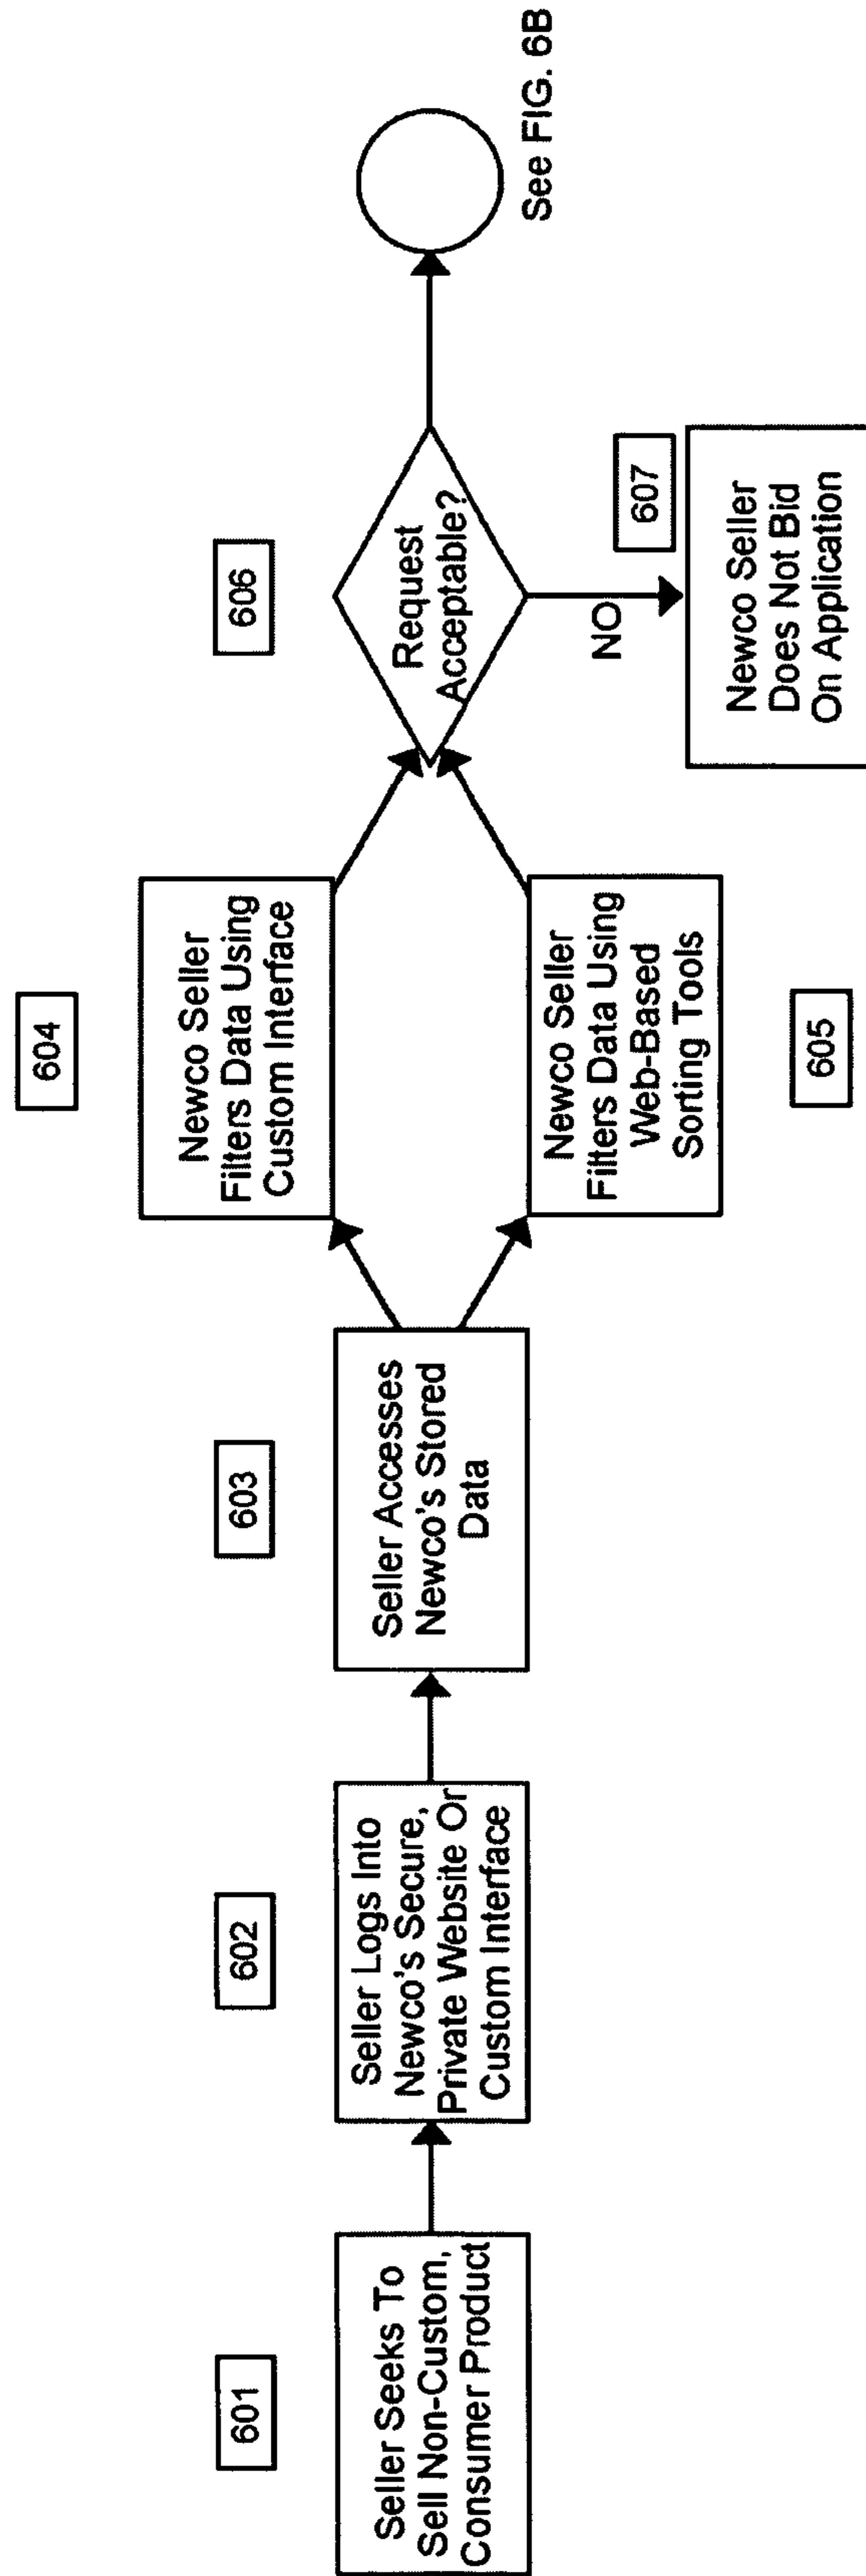 601
Seller Seeks To
Sell Non-Custom,
Consumer Product
602
Seller Logs Into
Newco's Secure,
Private Website Or
Custom Interface
603
Seller Accesses
Newco's Stored
Data
604
Newco Seller
Filters Data Using
Custom Interface
Newco Seller
Filters Data Using
Web-Based
Sorting Tools
605
606
Request
Acceptable?
NO
607
Newco Seller
Does Not Bid
On Application
See FIG. 6B